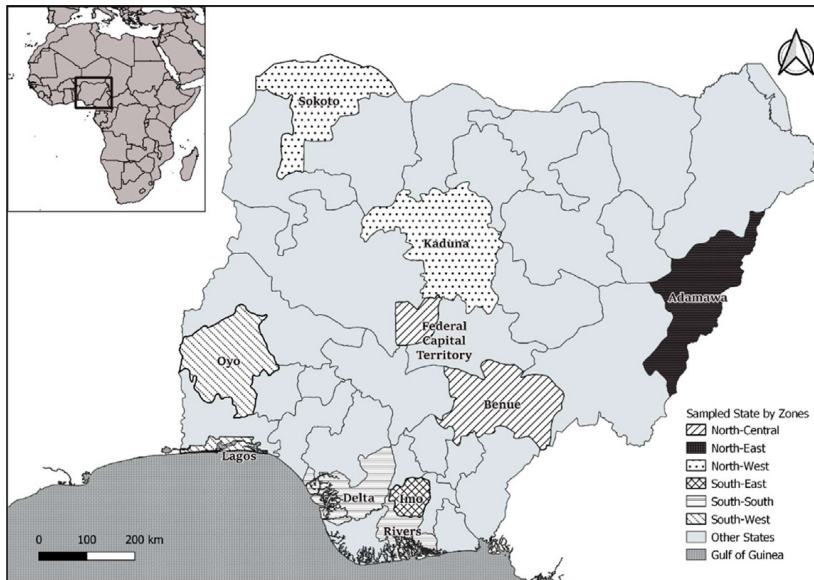 Sokoto
Kaduna
Adamawa
Federal
Capital
Territory
Oyo
Benue
Lagos
Delta
Imo
Rivers
Sampled State by Zones
North-Central
North-East
North-West
South-East
South-South
South-West
Other States
Gulf of Guinea
0 100 200 km